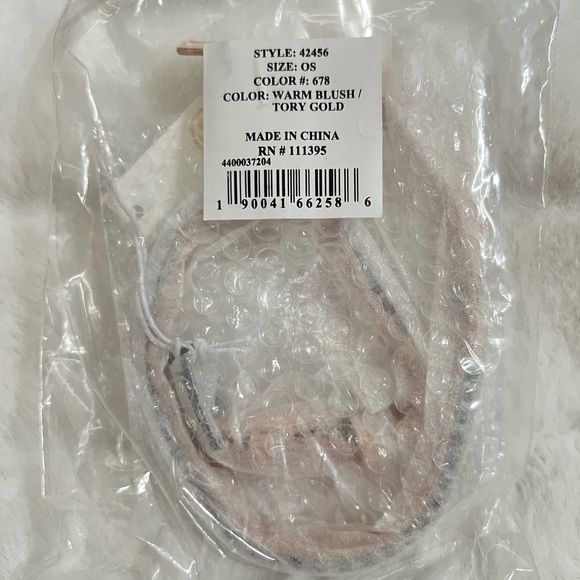 STYLE: 42456
SIZE: OS
COLOR #: 678
COLOR: WARM BLUSH /
TORY GOLD
MADE IN CHINA
RN # 111395
4400037204
1 90041 66258 6